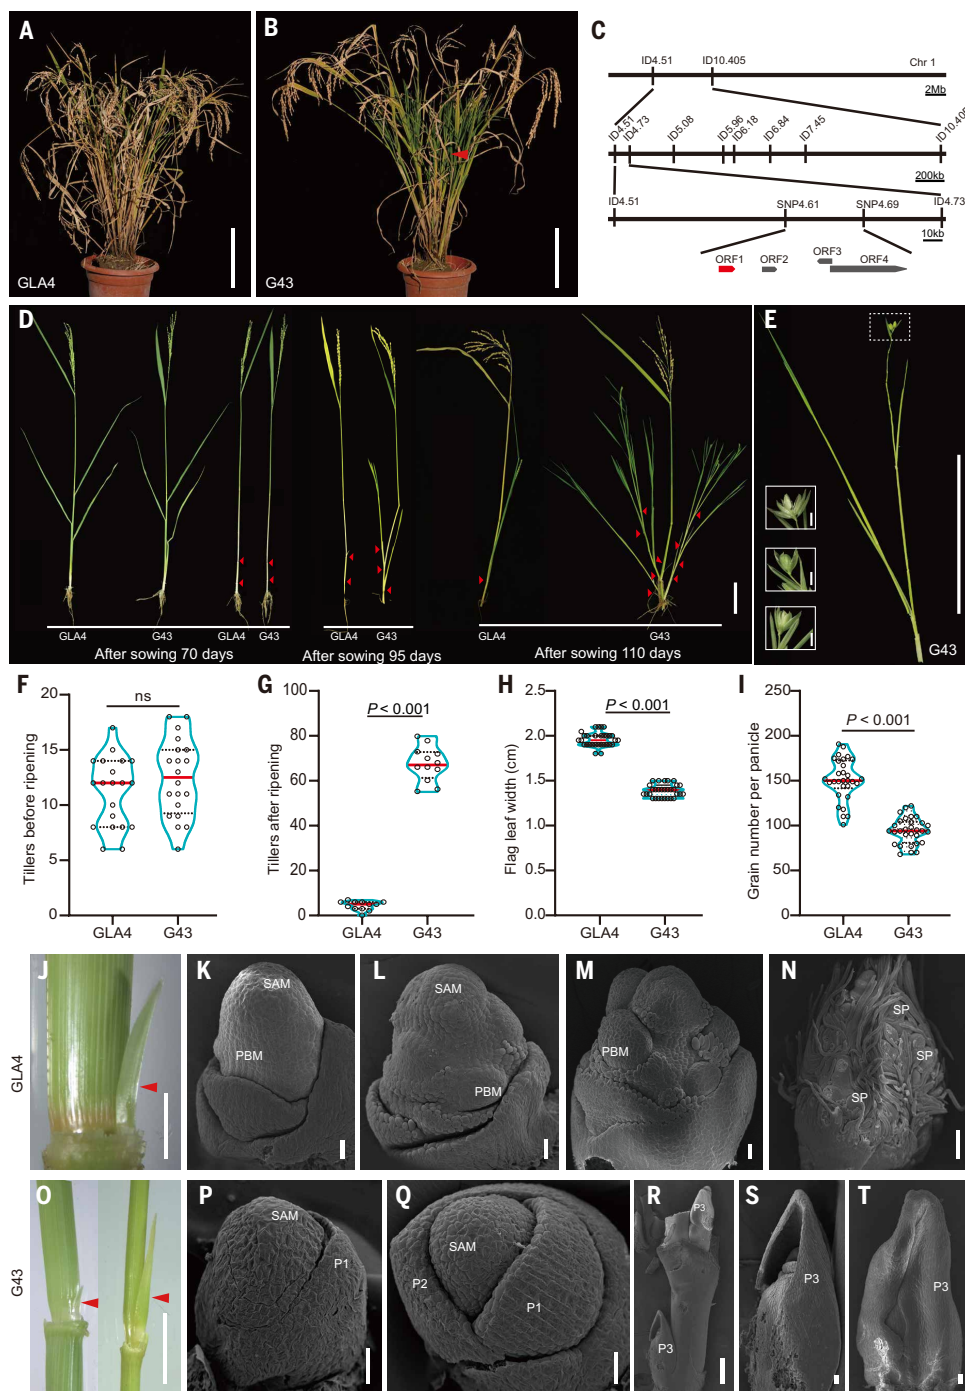 A
GLA4
B
G43
C
ID4.51
ID10.405
Chr 1
2Mb
ID4.51
ID4.73
ID5.08
ID5.96
ID6.18
ID6.84
ID7.45
ID10.405
200kb
ID4.51
SNP4.61
SNP4.69
ID4.73
10kb
ORF1
ORF2
ORF3
ORF4
D
GLA4
G43
GLA4
G43
After sowing 70 days
GLA4
G43
After sowing 95 days
GLA4
G43
After sowing 110 days
E
G43
F
Tillers before ripening
20
15
10
5
0
ns
GLA4
G43
G
Tillers after ripening
100
80
60
40
20
0
P < 0.001
GLA4
G43
H
Flag leaf width (cm)
2.5
2.0
1.5
1.0
0.5
0.0
P < 0.001
GLA4
G43
I
Grain number per panicle
250
200
150
100
50
0
P < 0.001
GLA4
G43
GLA4
J
K
SAM
PBM
L
SAM
PBM
M
PBM
N
SP
SP
SP
G43
O
P
SAM
P1
Q
SAM
P2
P1
R
P3
P3
S
P3
T
P3